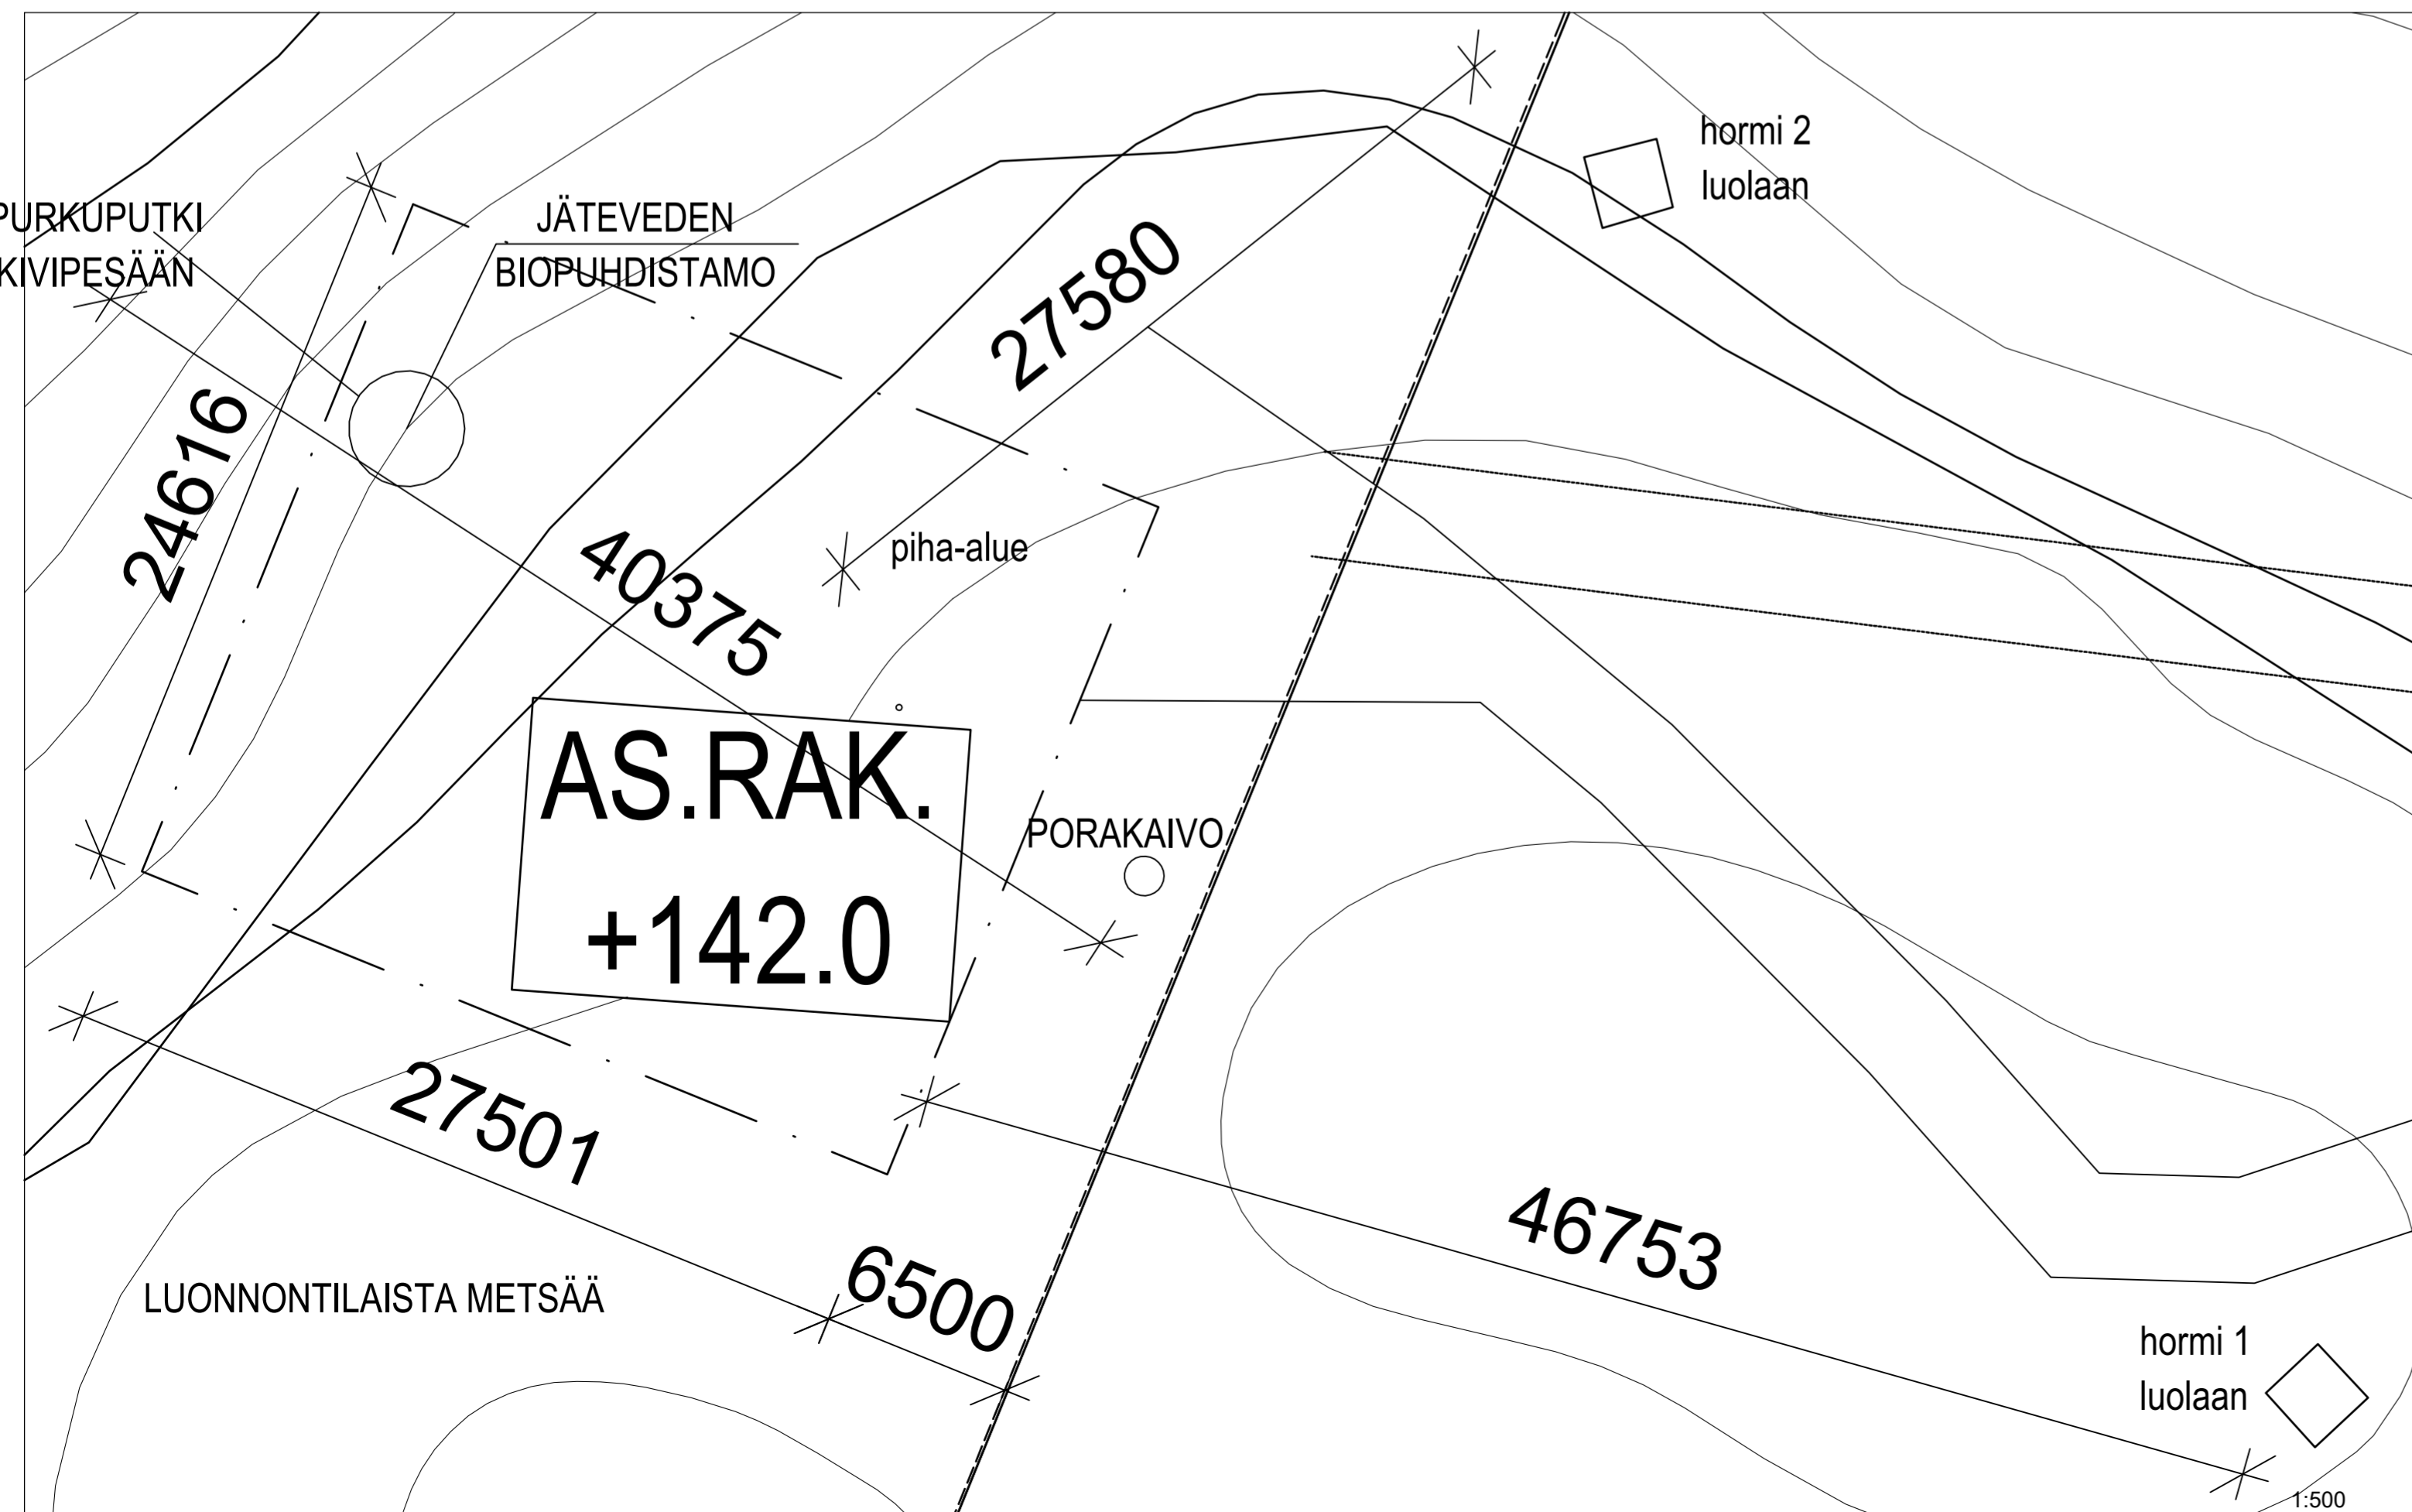 hormi 2
luolaan
PURKUPUTKI
KIVIPESÄÄN
JÄTEVEDEN
BIOPUHDISTAMO
27580
24616
40375
piha-alue
AS.RAK.
+142.0
PORAKAIVO
27501
6500
46753
LUONNONTILAISTA METSÄÄ
hormi 1
luolaan
1:500